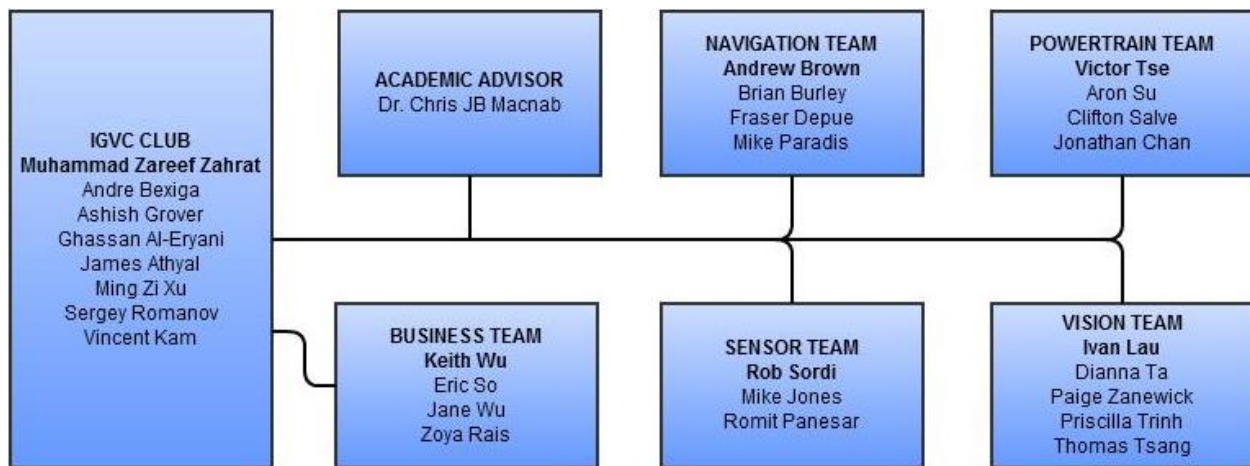 IGVC CLUB
Muhammad Zareef Zahrat
Andre Bexiga
Ashish Grover
Ghassan Al-Eryani
James Athyal
Ming Zi Xu
Sergey Romanov
Vincent Kam
ACADEMIC ADVISOR
Dr. Chris JB Macnab
NAVIGATION TEAM
Andrew Brown
Brian Burley
Fraser Depue
Mike Paradis
POWERTRAIN TEAM
Victor Tse
Aron Su
Clifton Salve
Jonathan Chan
BUSINESS TEAM
Keith Wu
Eric So
Jane Wu
Zoya Rais
SENSOR TEAM
Rob Sordi
Mike Jones
Romit Panesar
VISION TEAM
Ivan Lau
Dianna Ta
Paige Zanewick
Priscilla Trinh
Thomas Tsang